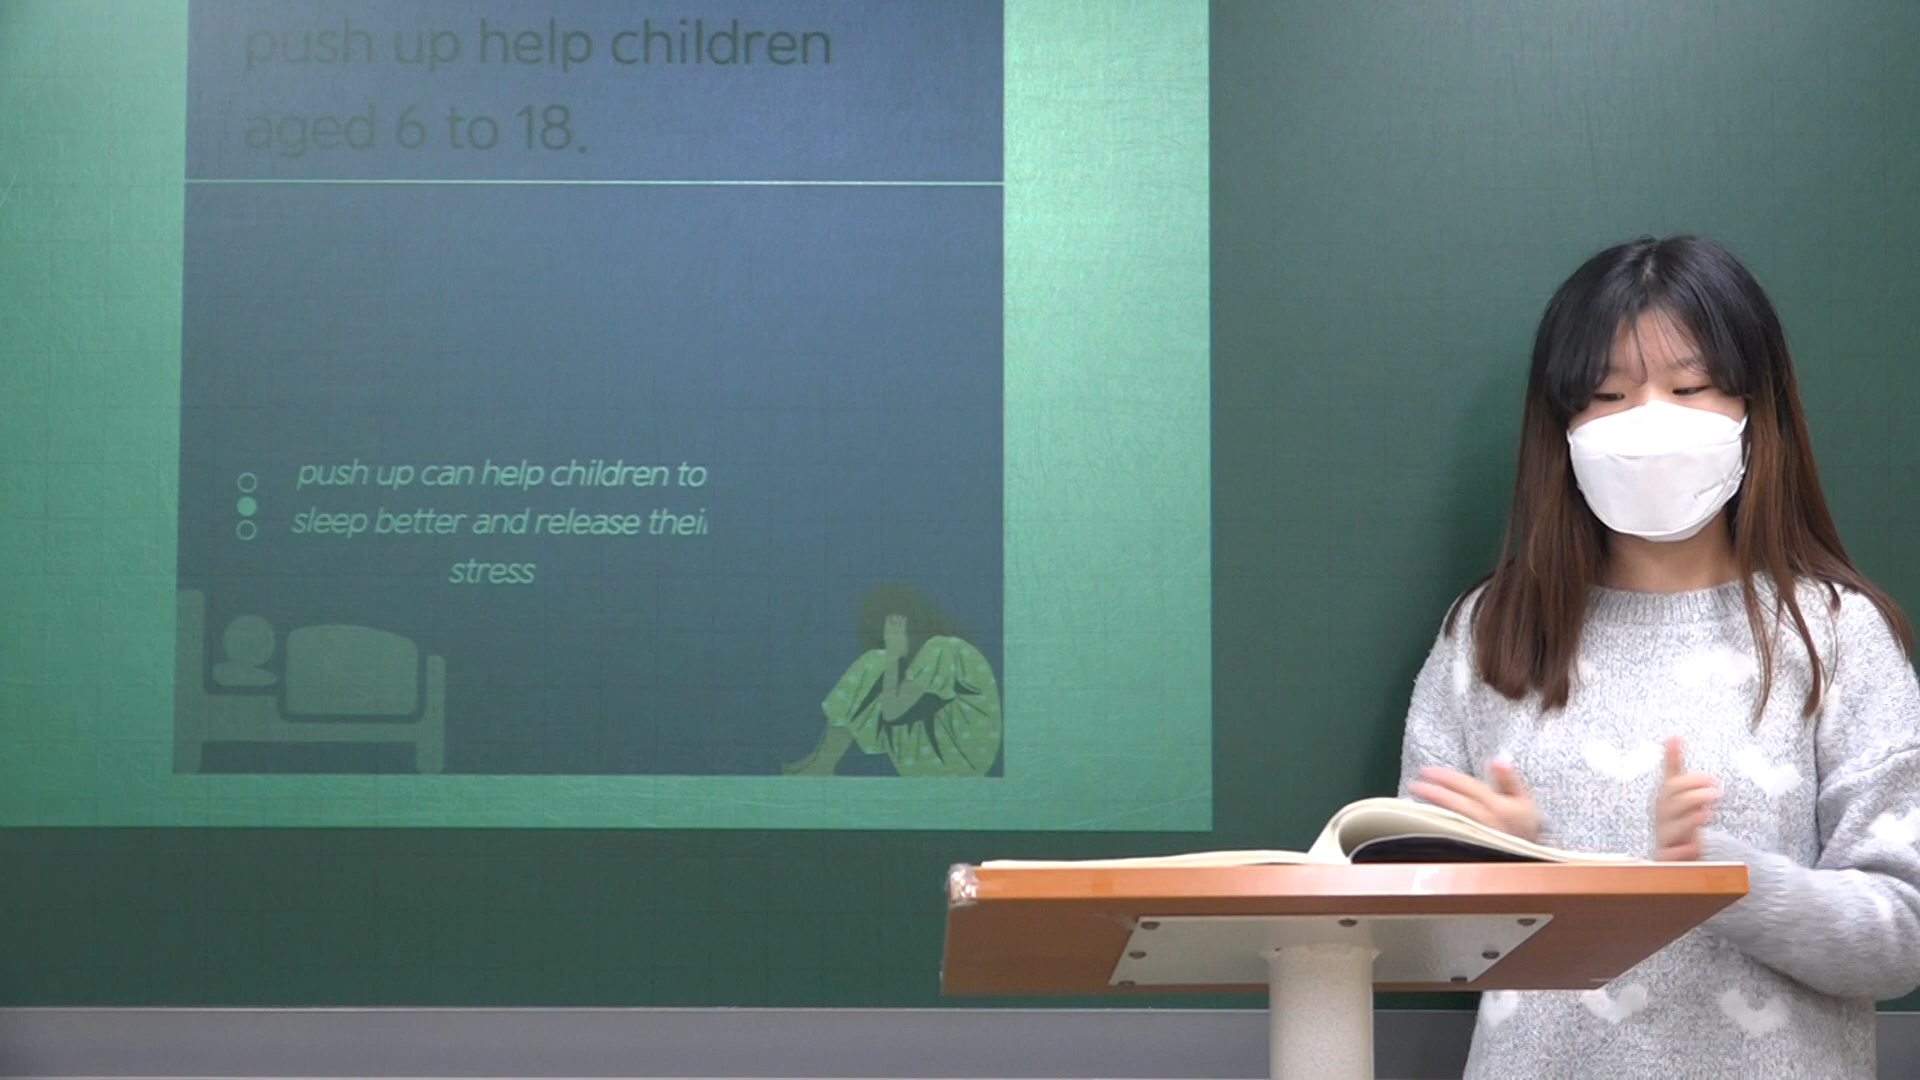 push up help children
aged 6 to 18.
push up can help children to
sleep better and release their
stress